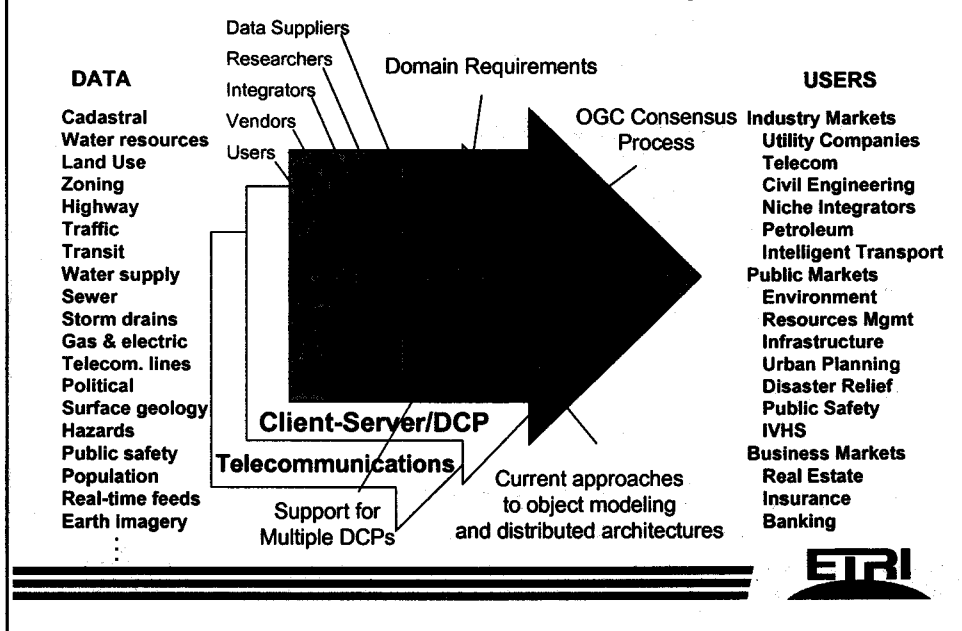 Data Suppliers
Researchers
Integrators
Vendors
Users
Domain Requirements
OGC Consensus
Process
DATA
Cadastral
Water resources
Land Use
Zoning
Highway
Traffic
Transit
Water supply
Sewer
Storm drains
Gas & electric
Telecom. lines
Political
Surface geology
Hazards
Public safety
Population
Real-time feeds
Earth Imagery
Client-Server/DCP
Telecommunications
Support for
Multiple DCPs
Current approaches
to object modeling
and distributed architectures
USERS
Industry Markets
Utility Companies
Telecom
Civil Engineering
Niche Integrators
Petroleum
Intelligent Transport
Public Markets
Environment
Resources Mgmt
Infrastructure
Urban Planning
Disaster Relief
Public Safety
IVHS
Business Markets
Real Estate
Insurance
Banking
ETRI